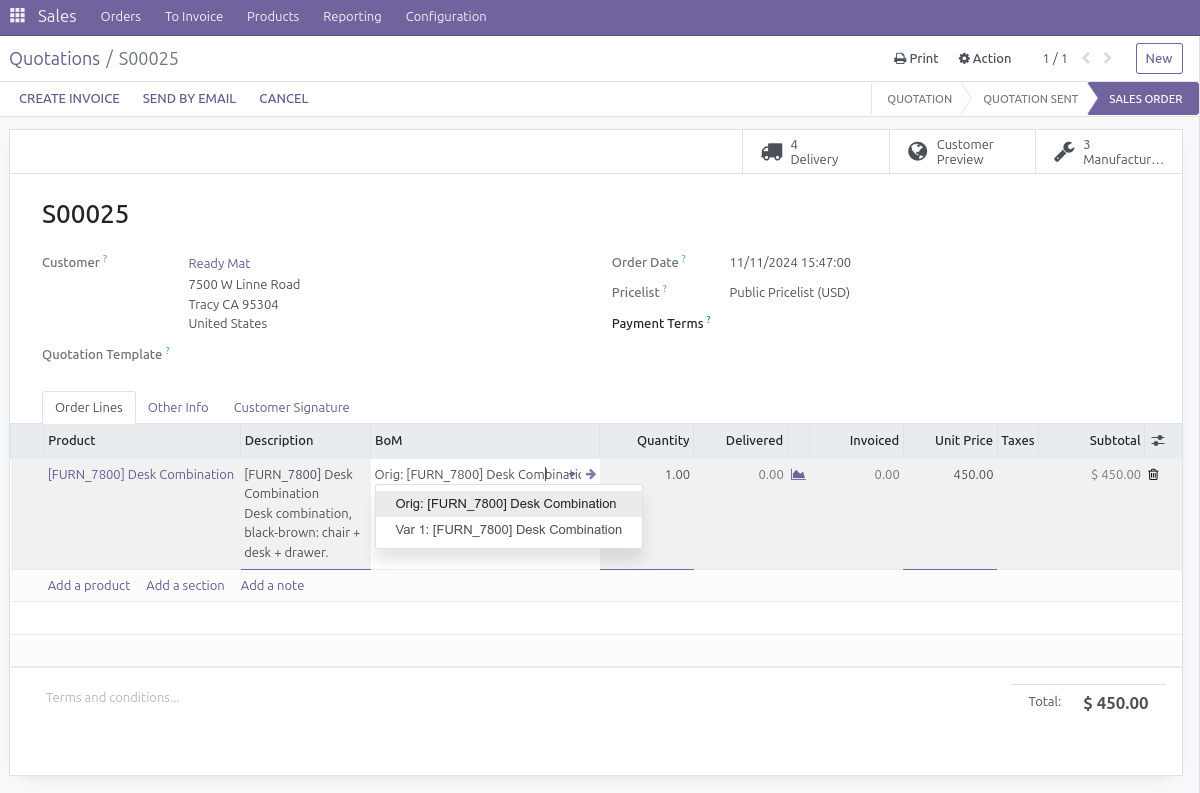 Sales Orders To Invoice Products Reporting Configuration
Quotations / S00025 Print Action 1 / 1 New
CREATE INVOICE SEND BY EMAIL CANCEL QUOTATION QUOTATION SENT SALES ORDER
4 Delivery Customer Preview 3 Manufactur...
S00025
Customer ? Ready Mat Order Date ? 11/11/2024 15:47:00
7500 W Linne Road
Tracy CA 95304 Pricelist ? Public Pricelist (USD)
United States Payment Terms ?
Quotation Template ?
Order Lines Other Info Customer Signature
Product Description BoM Quantity Delivered Invoiced Unit Price Taxes Subtotal
[FURN_7800] Desk Combination [FURN_7800] Desk Orig: [FURN_7800] Desk Combinatic 1.00 0.00 0.00 450.00 $ 450.00
Combination Orig: [FURN_7800] Desk Combination
Desk combination,
black-brown: chair + Var 1: [FURN_7800] Desk Combination
desk + drawer.
Add a product Add a section Add a note
Terms and conditions... Total: $ 450.00